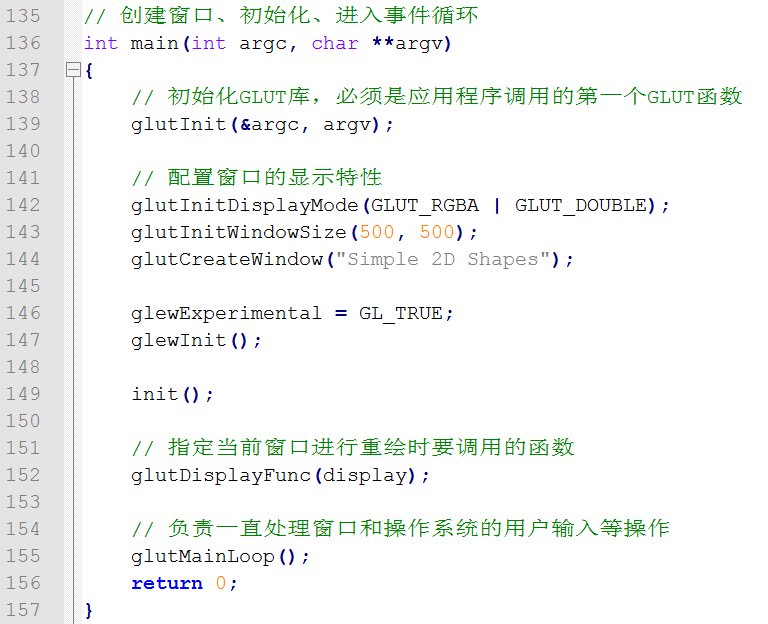 135 // 创建窗口、初始化、进入事件循环
136 int main(int argc, char **argv)
137 {
138 // 初始化GLUT库，必须是应用程序调用的第一个GLUT函数
139 glutInit(&argc, argv);
140
141 // 配置窗口的显示特性
142 glutInitDisplayMode(GLUT_RGBA | GLUT_DOUBLE);
143 glutInitWindowSize(500, 500);
144 glutCreateWindow("Simple 2D Shapes");
145
146 glewExperimental = GL_TRUE;
147 glewInit();
148
149 init();
150
151 // 指定当前窗口进行重绘时要调用的函数
152 glutDisplayFunc(display);
153
154 // 负责一直处理窗口和操作系统的用户输入等操作
155 glutMainLoop();
156 return 0;
157 }